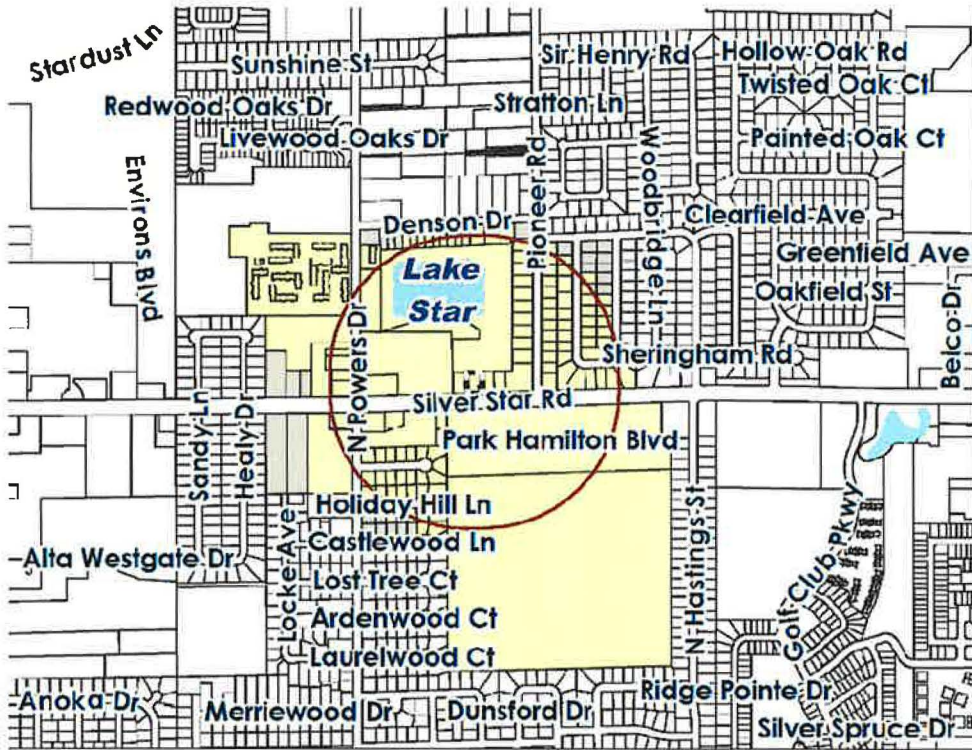 Stardust Ln
Sunshine St
Sir Henry Rd
Hollow Oak Rd
Twisted Oak Ct
Redwood Oaks Dr
Stratton Ln
Livewood Oaks Dr
Painted Oak Ct
Environs Blvd
Pioneer Rd
Woodbridge Ln
Denson Dr
Clearfield Ave
Greenfield Ave
Lake
Star
Oakfield St
N Powers Dr
Sheringham Rd
Belco Dr
Silver Star Rd
Sandy Ln
Healy Dr
Park Hamilton Blvd
Holiday Hill Ln
N Hastings St
Golf Club Pkwy
Castlewood Ln
Alta Westgate Dr
Locke Ave
Lost Tree Ct
Ardenwood Ct
Laurelwood Ct
Ridge Pointe Dr
Anoka Dr
Merriewood Dr
Dunsford Dr
Silver Spruce Dr